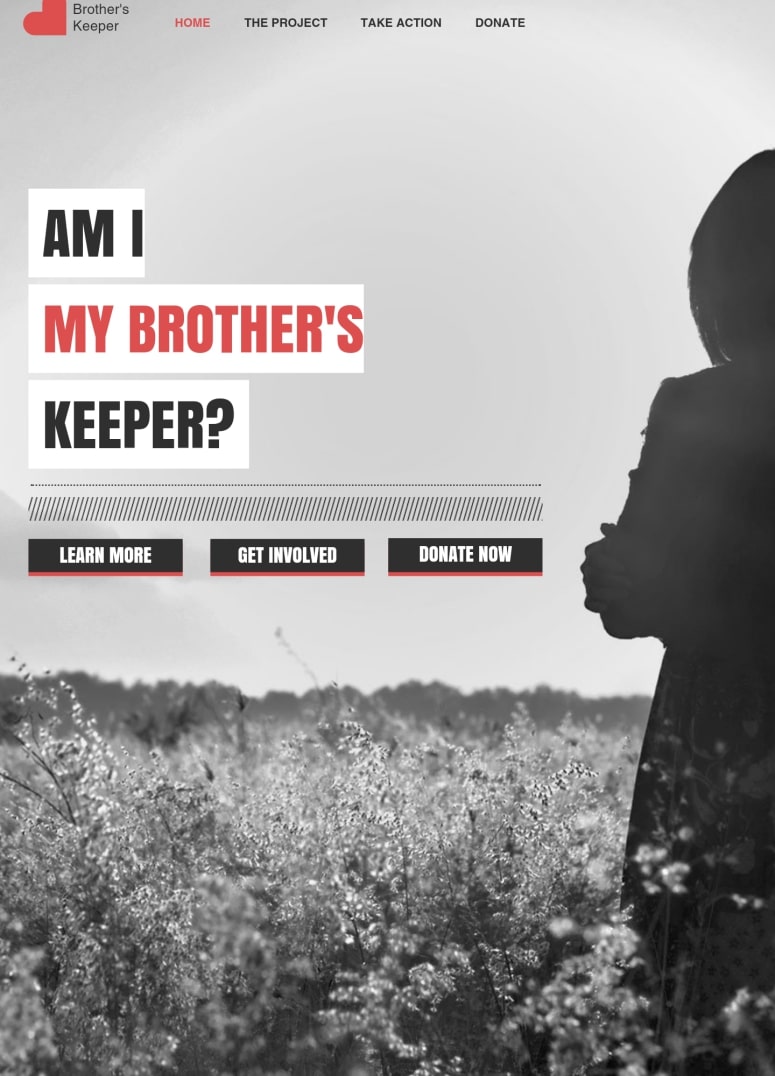 Brother's
Keeper
HOME THE PROJECT TAKE ACTION DONATE
AM I
MY BROTHER'S
KEEPER?
LEARN MORE GET INVOLVED DONATE NOW